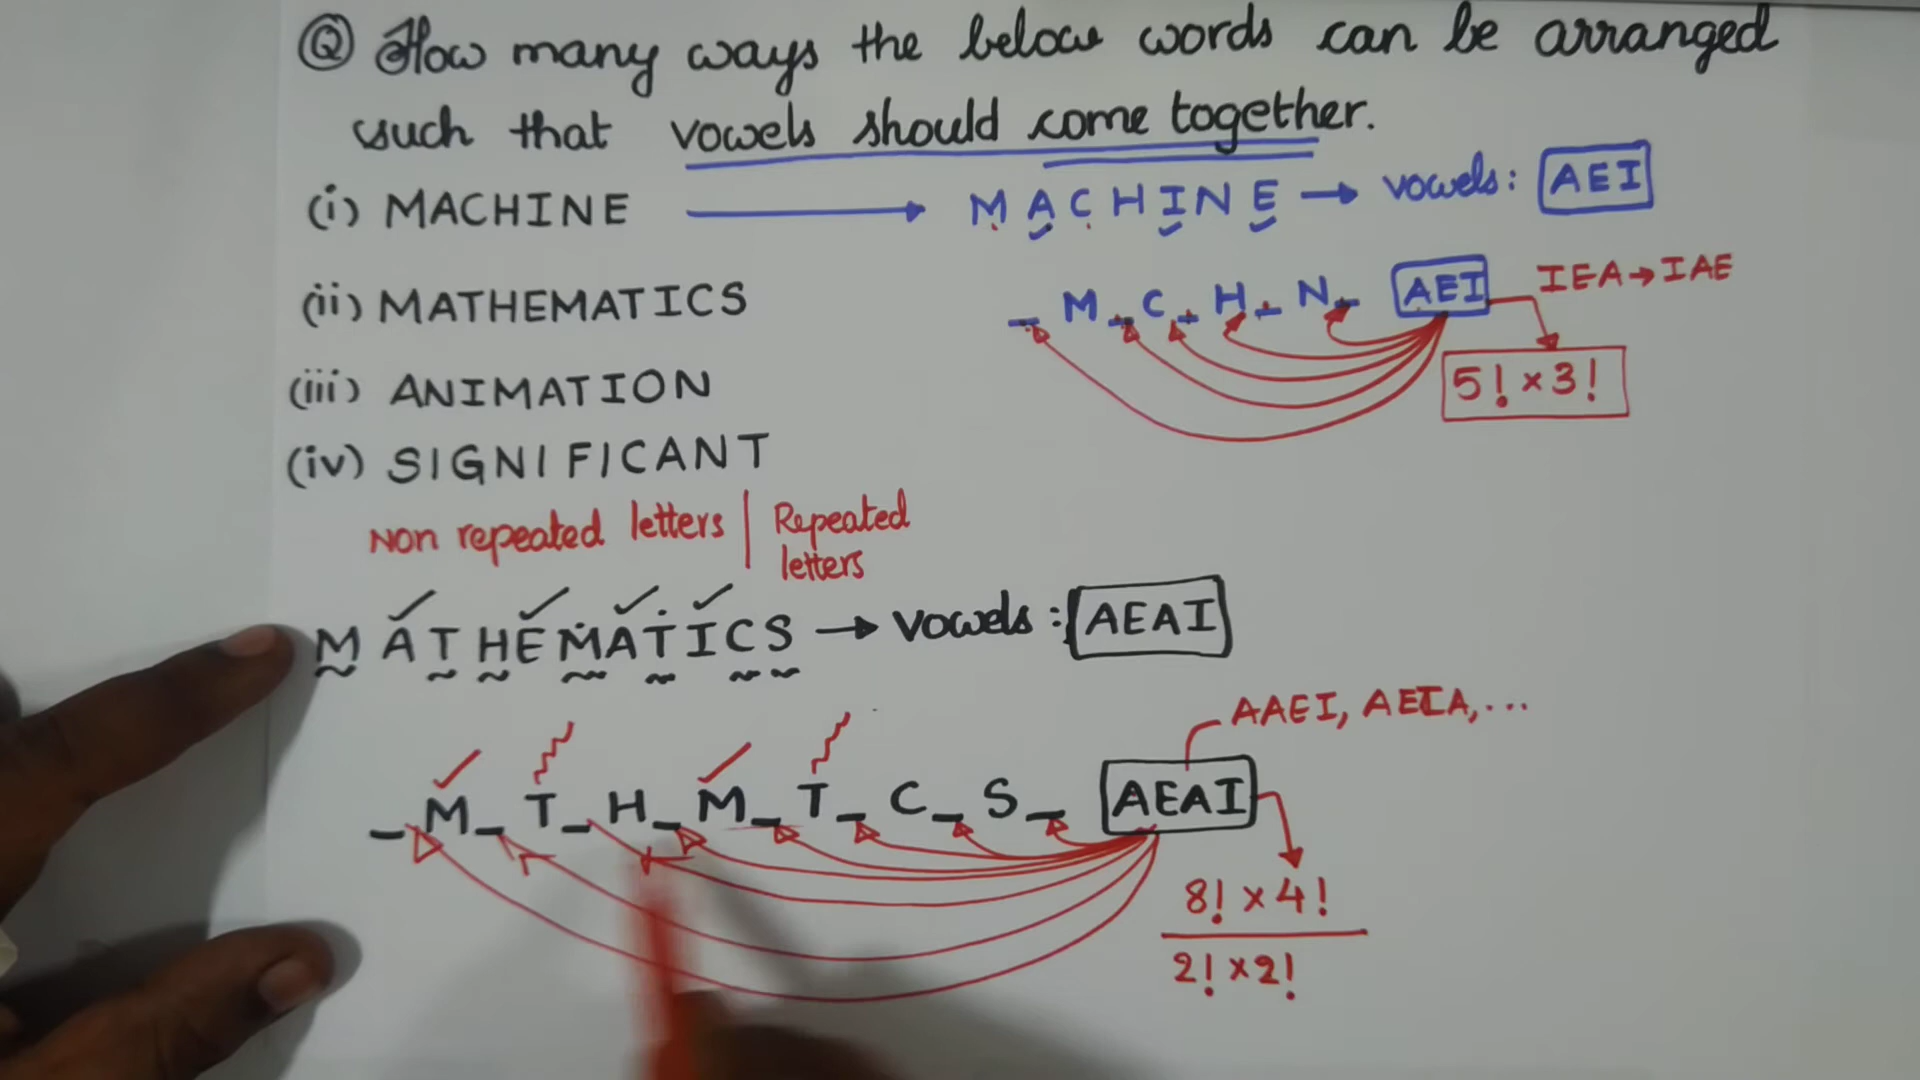 Q How many ways the below words can be arranged
such that vowels should come together.
(i) MACHINE → MACHINE → vowels: AEI
(ii) MATHEMATICS _ M _ C _ H _ N _ AEI IEA → IAE
5! × 3!
(iii) ANIMATION
(iv) SIGNIFICANT
Non repeated letters | Repeated
letters
MATHEMATICS → vowels: AEAI
AAEI, AEIA, ...
_ M _ T _ H _ M _ T _ C _ S _ AEAI
8! × 4!
2! × 2!